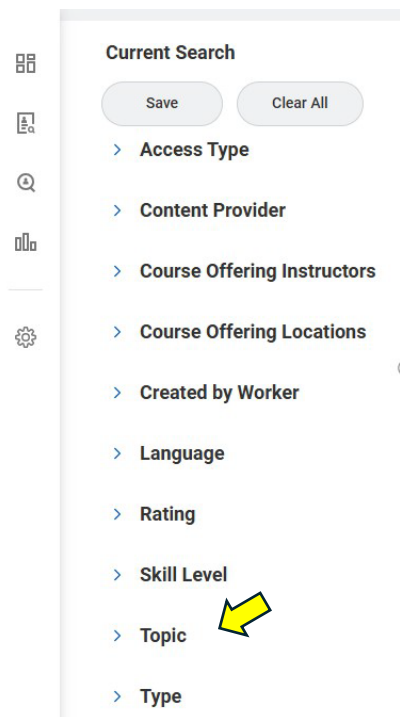 Current Search
Save Clear All
Access Type
Content Provider
Course Offering Instructors
Course Offering Locations
Created by Worker
Language
Rating
Skill Level
Topic
Type